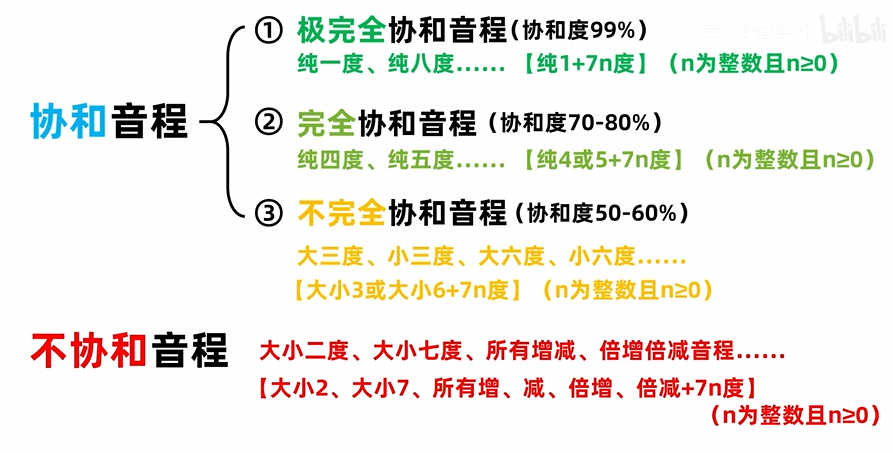 协和音程
① 极完全协和音程(协和度99%)
纯一度、纯八度……【纯1+7n度】（n为整数且n≥0）
② 完全协和音程（协和度70-80%）
纯四度、纯五度……【纯4或5+7n度】（n为整数且n≥0）
③ 不完全协和音程(协和度50-60%)
大三度、小三度、大六度、小六度……
【大小3或大小6+7n度】（n为整数且n≥0）
不协和音程
大小二度、大小七度、所有增减、倍增倍减音程……
【大小2、大小7、所有增、减、倍增、倍减+7n度】
（n为整数且n≥0）
bilibili